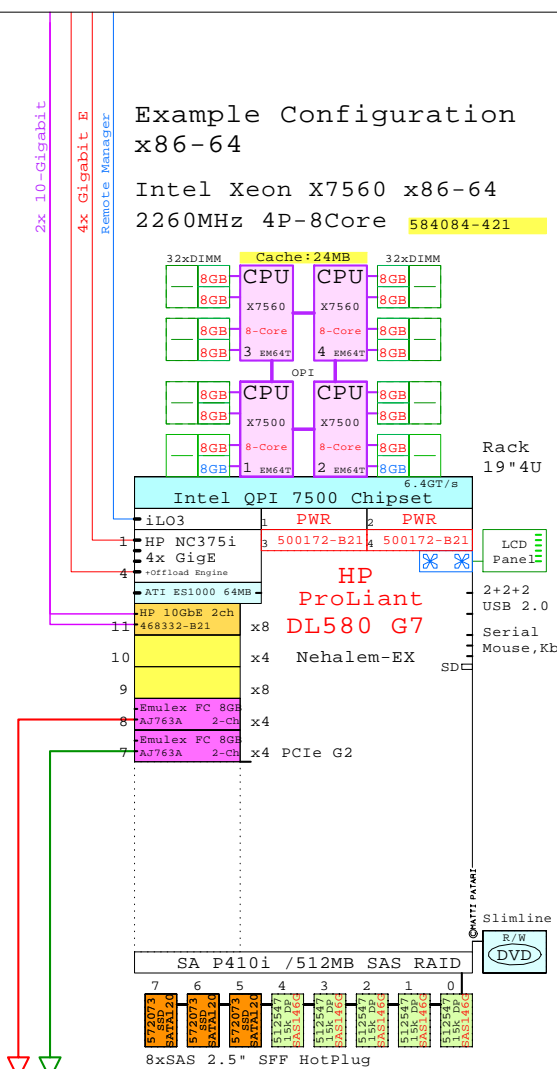 Example Configuration
x86-64
Intel Xeon X7560 x86-64
2260MHz 4P-8Core 584084-421
2x 10-Gigabit
4x Gigabit E
Remote Manager
32xDIMM Cache:24MB 32xDIMM
8GB CPU CPU 8GB
8GB X7560 X7560 8GB
8GB 8-Core 8-Core 8GB
8GB 3 EM64T 4 EM64T 8GB
QPI
8GB CPU CPU 8GB
8GB X7500 X7500 8GB
8GB 8-Core 8-Core 8GB
8GB 1 EM64T 2 EM64T 8GB
Rack
19"4U
6.4GT/s
Intel QPI 7500 Chipset
iLO3 1 PWR 2 PWR
1 HP NC375i 3 500172-B21 4 500172-B21
4x GigE
4 +Offload Engine
LCD
Panel
ATI ES1000 64MB
HP
ProLiant
DL580 G7
Nehalem-EX
2+2+2
USB 2.0
Serial
Mouse,Kb
SD
HP 10GbE 2ch
11 468332-B21 x8
10 x4
9 x8
Emulex FC 8GB
8 AJ763A 2-Ch x4
Emulex FC 8GB
7 AJ763A 2-Ch x4 PCIe G2
©MATTI PATARI
Slimline
R/W
DVD
SA P410i /512MB SAS RAID
7 6 5 4 3 2 1 0
572073 SSD SATA120
572073 SSD SATA120
572073 SSD SATA120
512547 15k DP SAS146G
512547 15k DP SAS146G
512547 15k DP SAS146G
512547 15k DP SAS146G
512547 15k DP SAS146G
8xSAS 2.5" SFF HotPlug